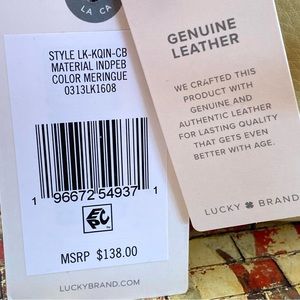 LA CA
STYLE LK-KQIN-CB
MATERIAL INDPEB
COLOR MERINGUE
0313LK1608
1 96672 54937 1
EPC
MSRP $138.00
LUCKYBRAND.COM
GENUINE
LEATHER
WE CRAFTED THIS
PRODUCT WITH
GENUINE AND
AUTHENTIC LEATHER
FOR LASTING QUALITY
THAT GETS EVEN
BETTER WITH AGE.
LUCKY BRAND